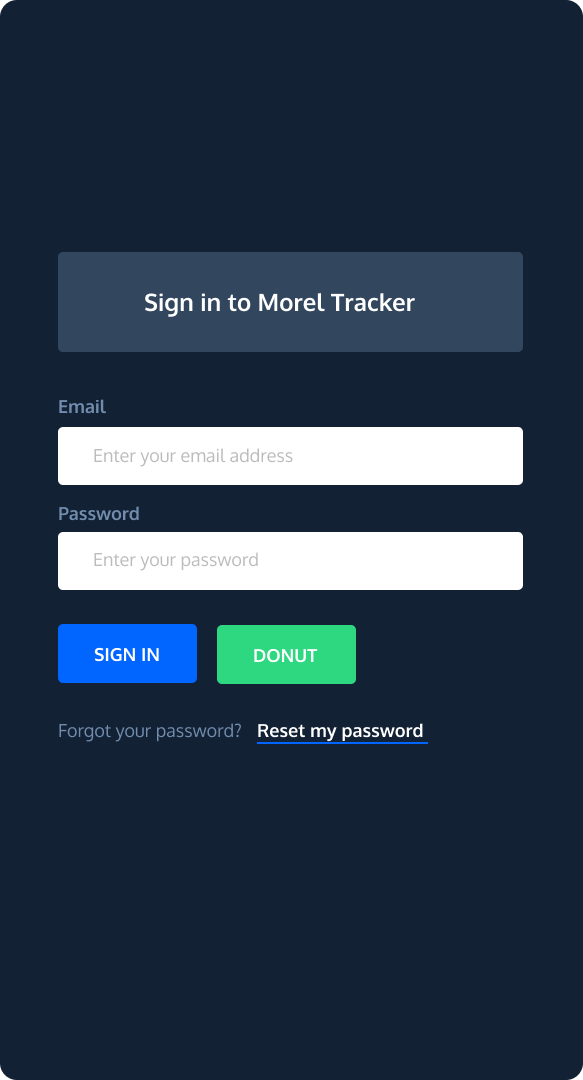 Sign in to Morel Tracker
Email
Enter your email address
Password
Enter your password
SIGN IN DONUT
Forgot your password? Reset my password